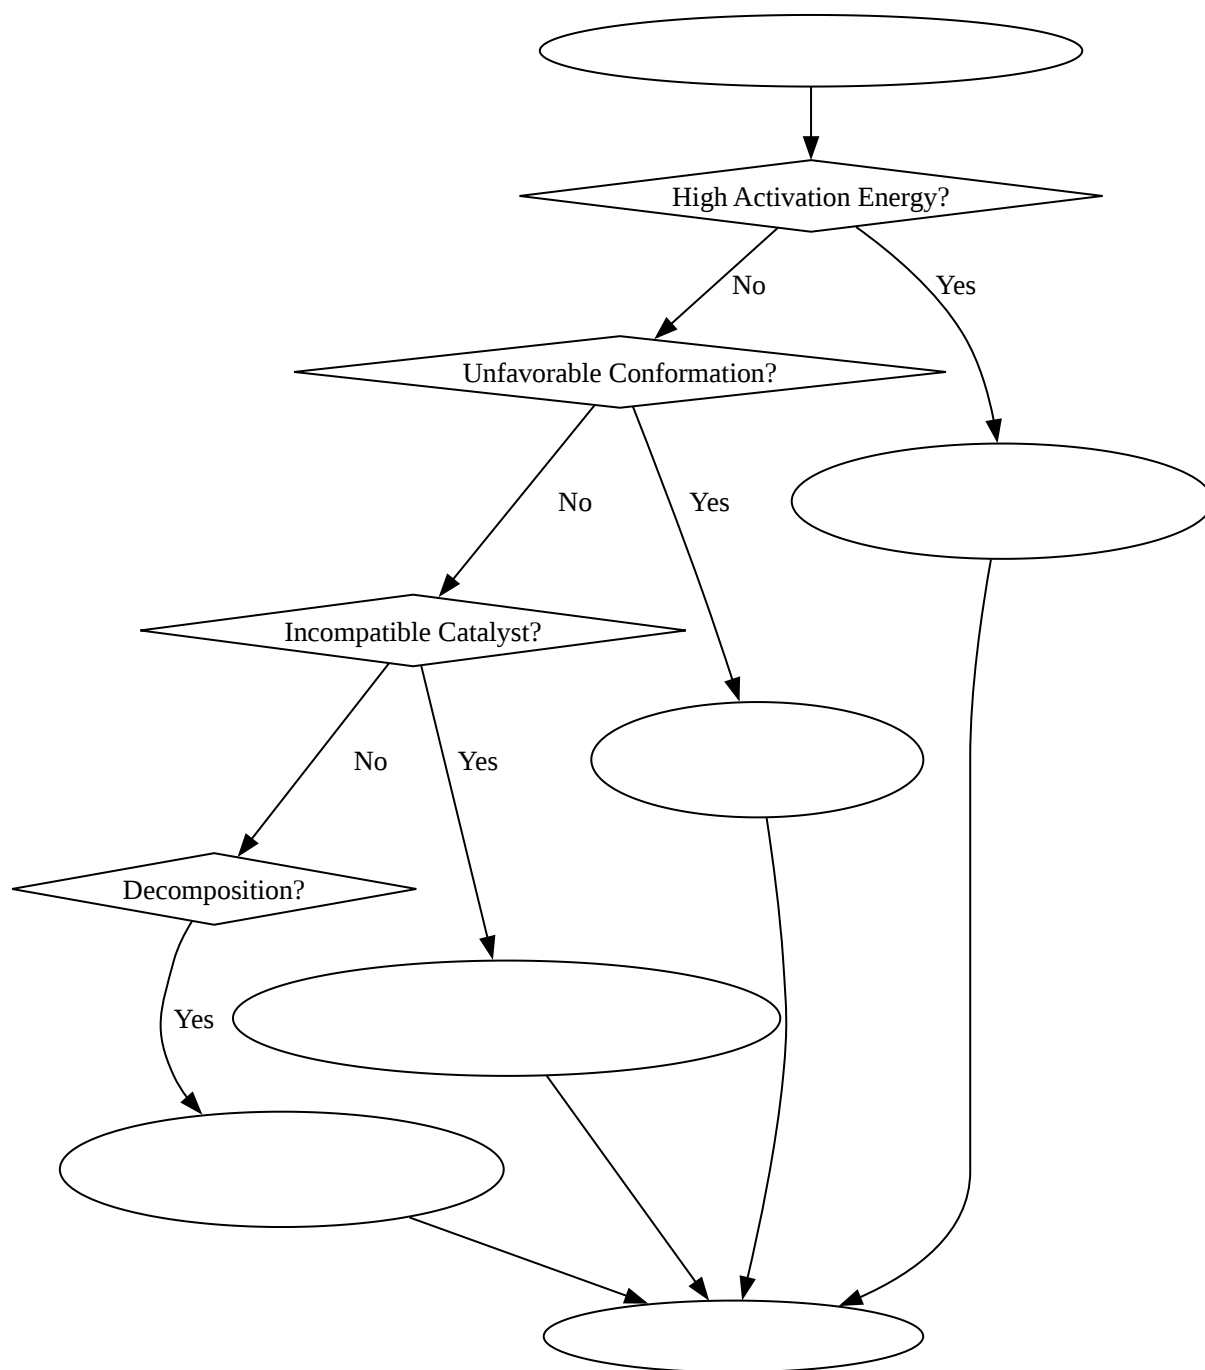 High Activation Energy?
No
Yes
Unfavorable Conformation?
No
Yes
Incompatible Catalyst?
No
Yes
Decomposition?
Yes